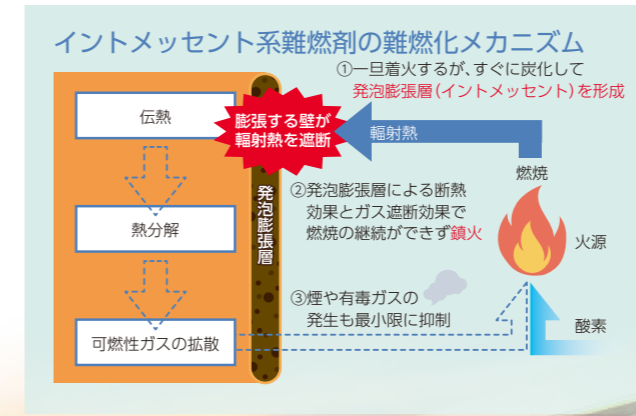 イントメッセント系難燃剤の難燃化メカニズム
①一旦着火するが、すぐに炭化して
発泡膨張層(イントメッセント)を形成
伝熱
膨張する壁が
輻射熱を遮断
輻射熱
燃焼
発泡膨張層
②発泡膨張層による断熱
効果とガス遮断効果で
燃焼の継続ができず鎮火
熱分解
火源
③煙や有毒ガスの
発生も最小限に抑制
可燃性ガスの拡散
酸素